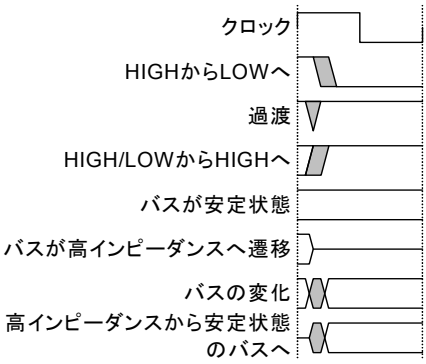 クロック
HIGHからLOWへ
過渡
HIGH/LOWからHIGHへ
バスが安定状態
バスが高インピーダンスへ遷移
バスの変化
高インピーダンスから安定状態
のバスへ